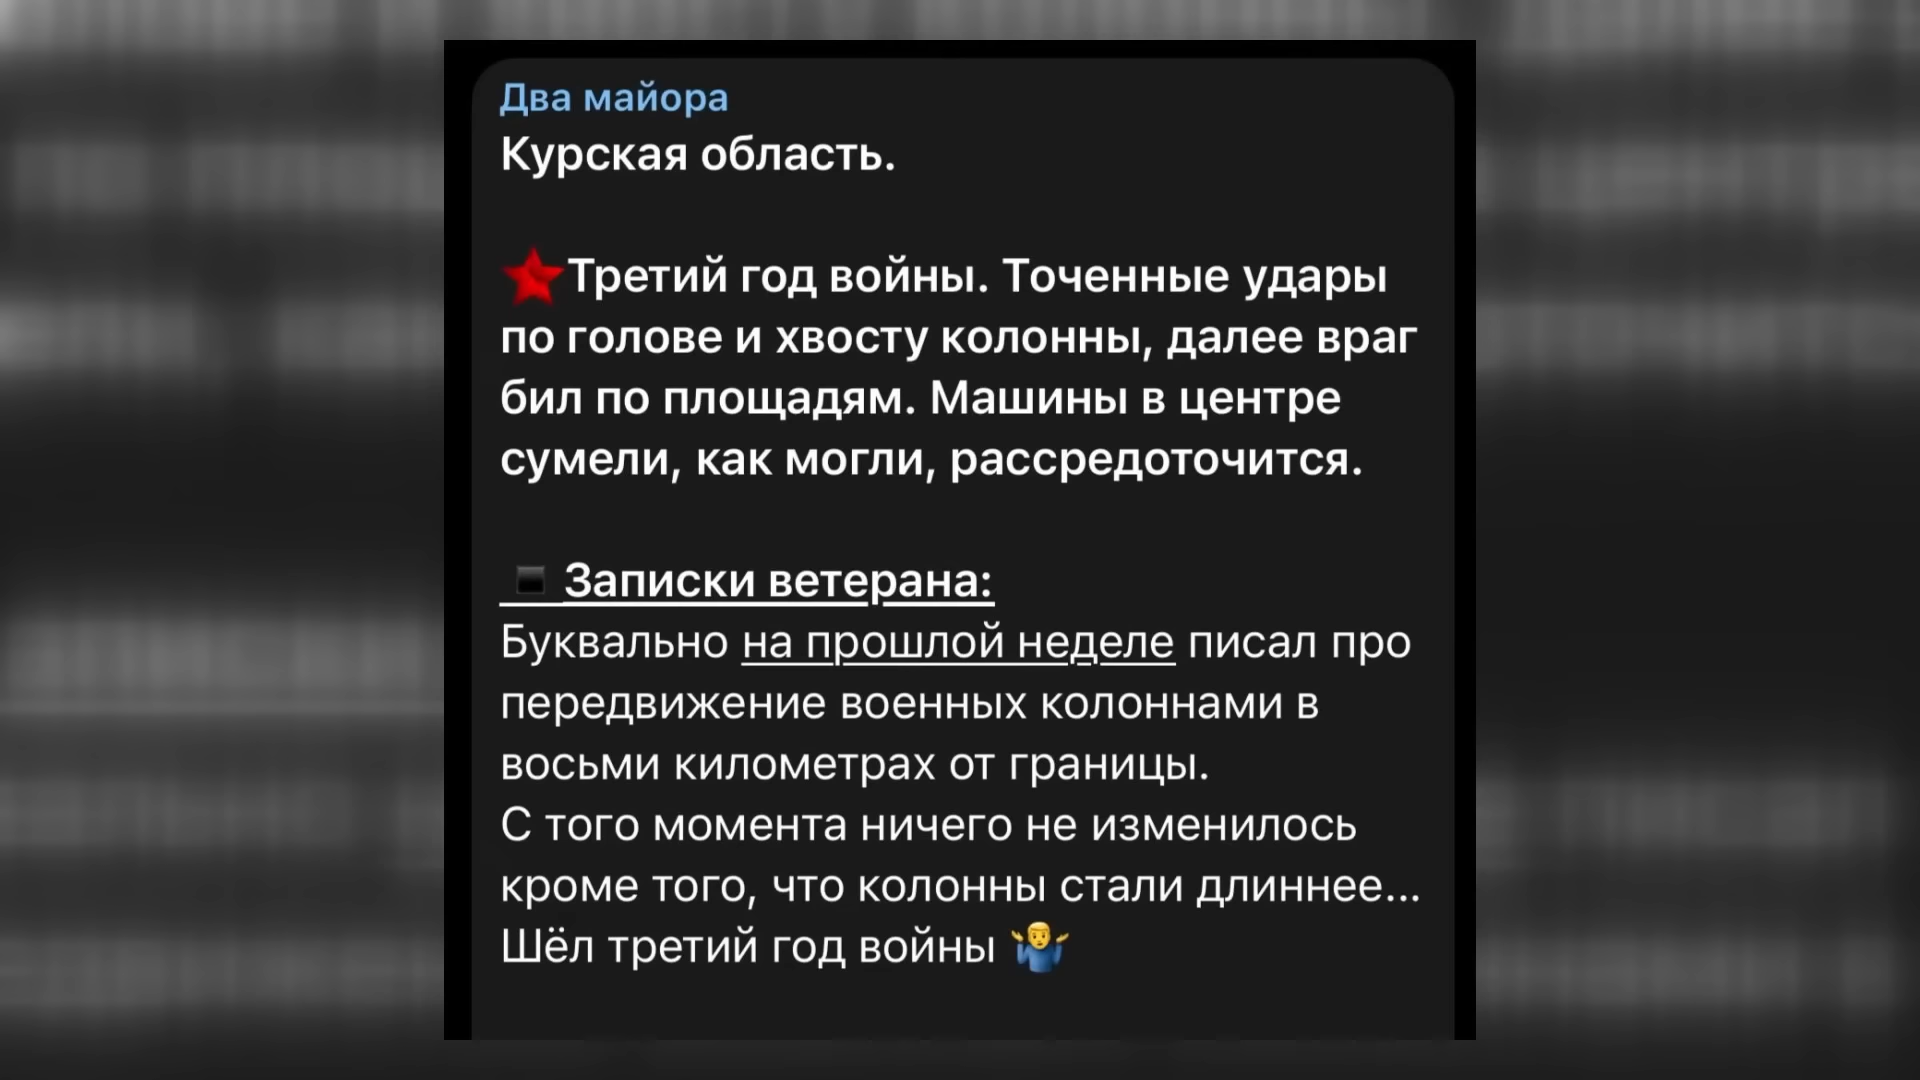 Два майора
Курская область.
Третий год войны. Точенные удары
по голове и хвосту колонны, далее враг
бил по площадям. Машины в центре
сумели, как могли, рассредоточится.
Записки ветерана:
Буквально на прошлой неделе писал про
передвижение военных колоннами в
восьми километрах от границы.
С того момента ничего не изменилось
кроме того, что колонны стали длиннее...
Шёл третий год войны 🤷‍♂️